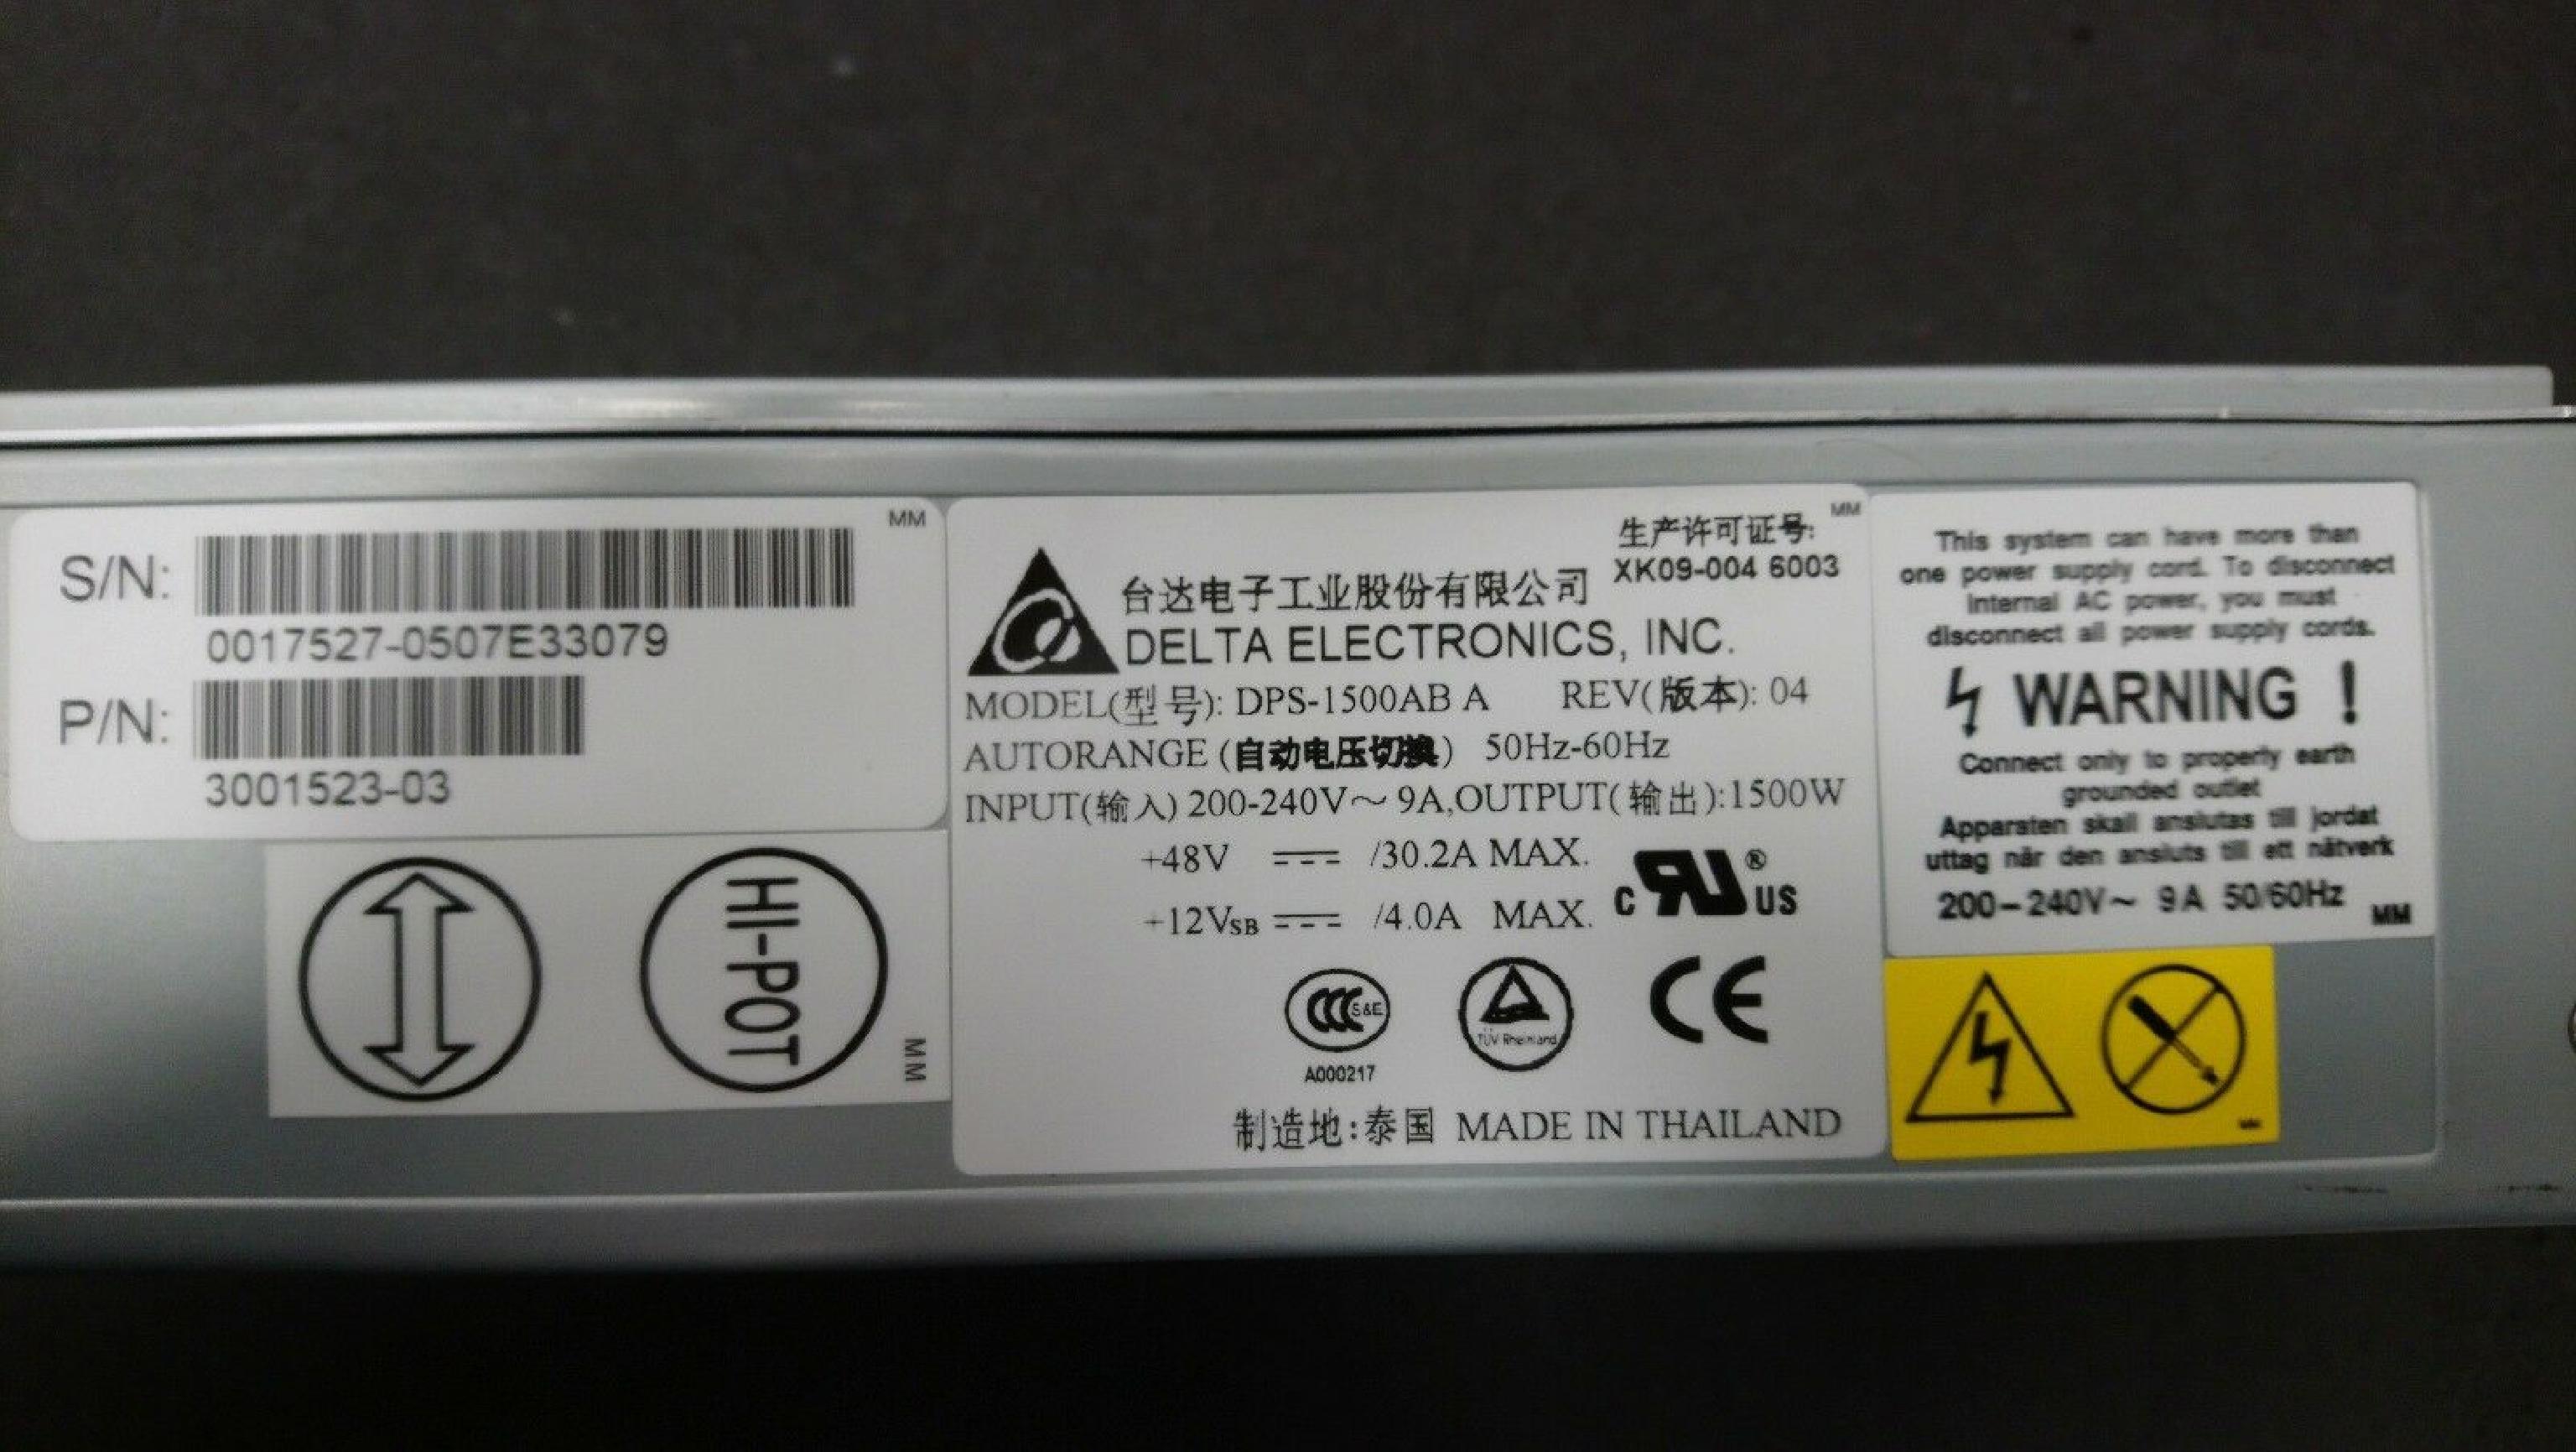 S/N:
0017527-0507E33079
P/N:
3001523-03
MM
HI-POT
MM
生产许可证号:
XK09-004 6003
MM
台达电子工业股份有限公司
DELTA ELECTRONICS, INC.
MODEL(型号): DPS-1500AB A REV(版本): 04
AUTORANGE (自动电压切换) 50Hz-60Hz
INPUT(输入) 200-240V～ 9A,OUTPUT(输出):1500W
+48V ⎓ /30.2A MAX.
+12VSB ⎓ /4.0A MAX.
c RU ® US
CCC S&E
A000217
TÜV Rheinland
CE
制造地:泰国 MADE IN THAILAND
This system can have more than
one power supply cord. To disconnect
internal AC power, you must
disconnect all power supply cords.
WARNING !
Connect only to properly earth
grounded outlet
Apparaten skall anslutas till jordat
uttag når den ansluts till ett nätverk
200-240V~ 9A 50/60Hz
MM
MM